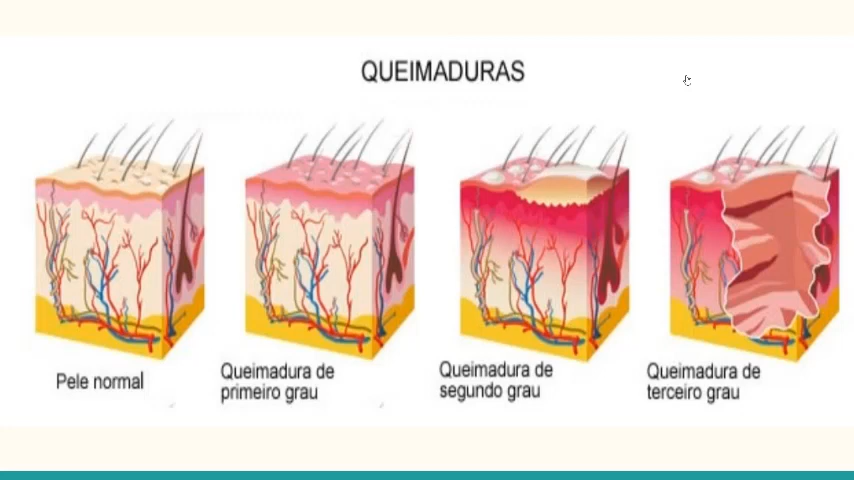 QUEIMADURAS
Pele normal
Queimadura de
primeiro grau
Queimadura de
segundo grau
Queimadura de
terceiro grau